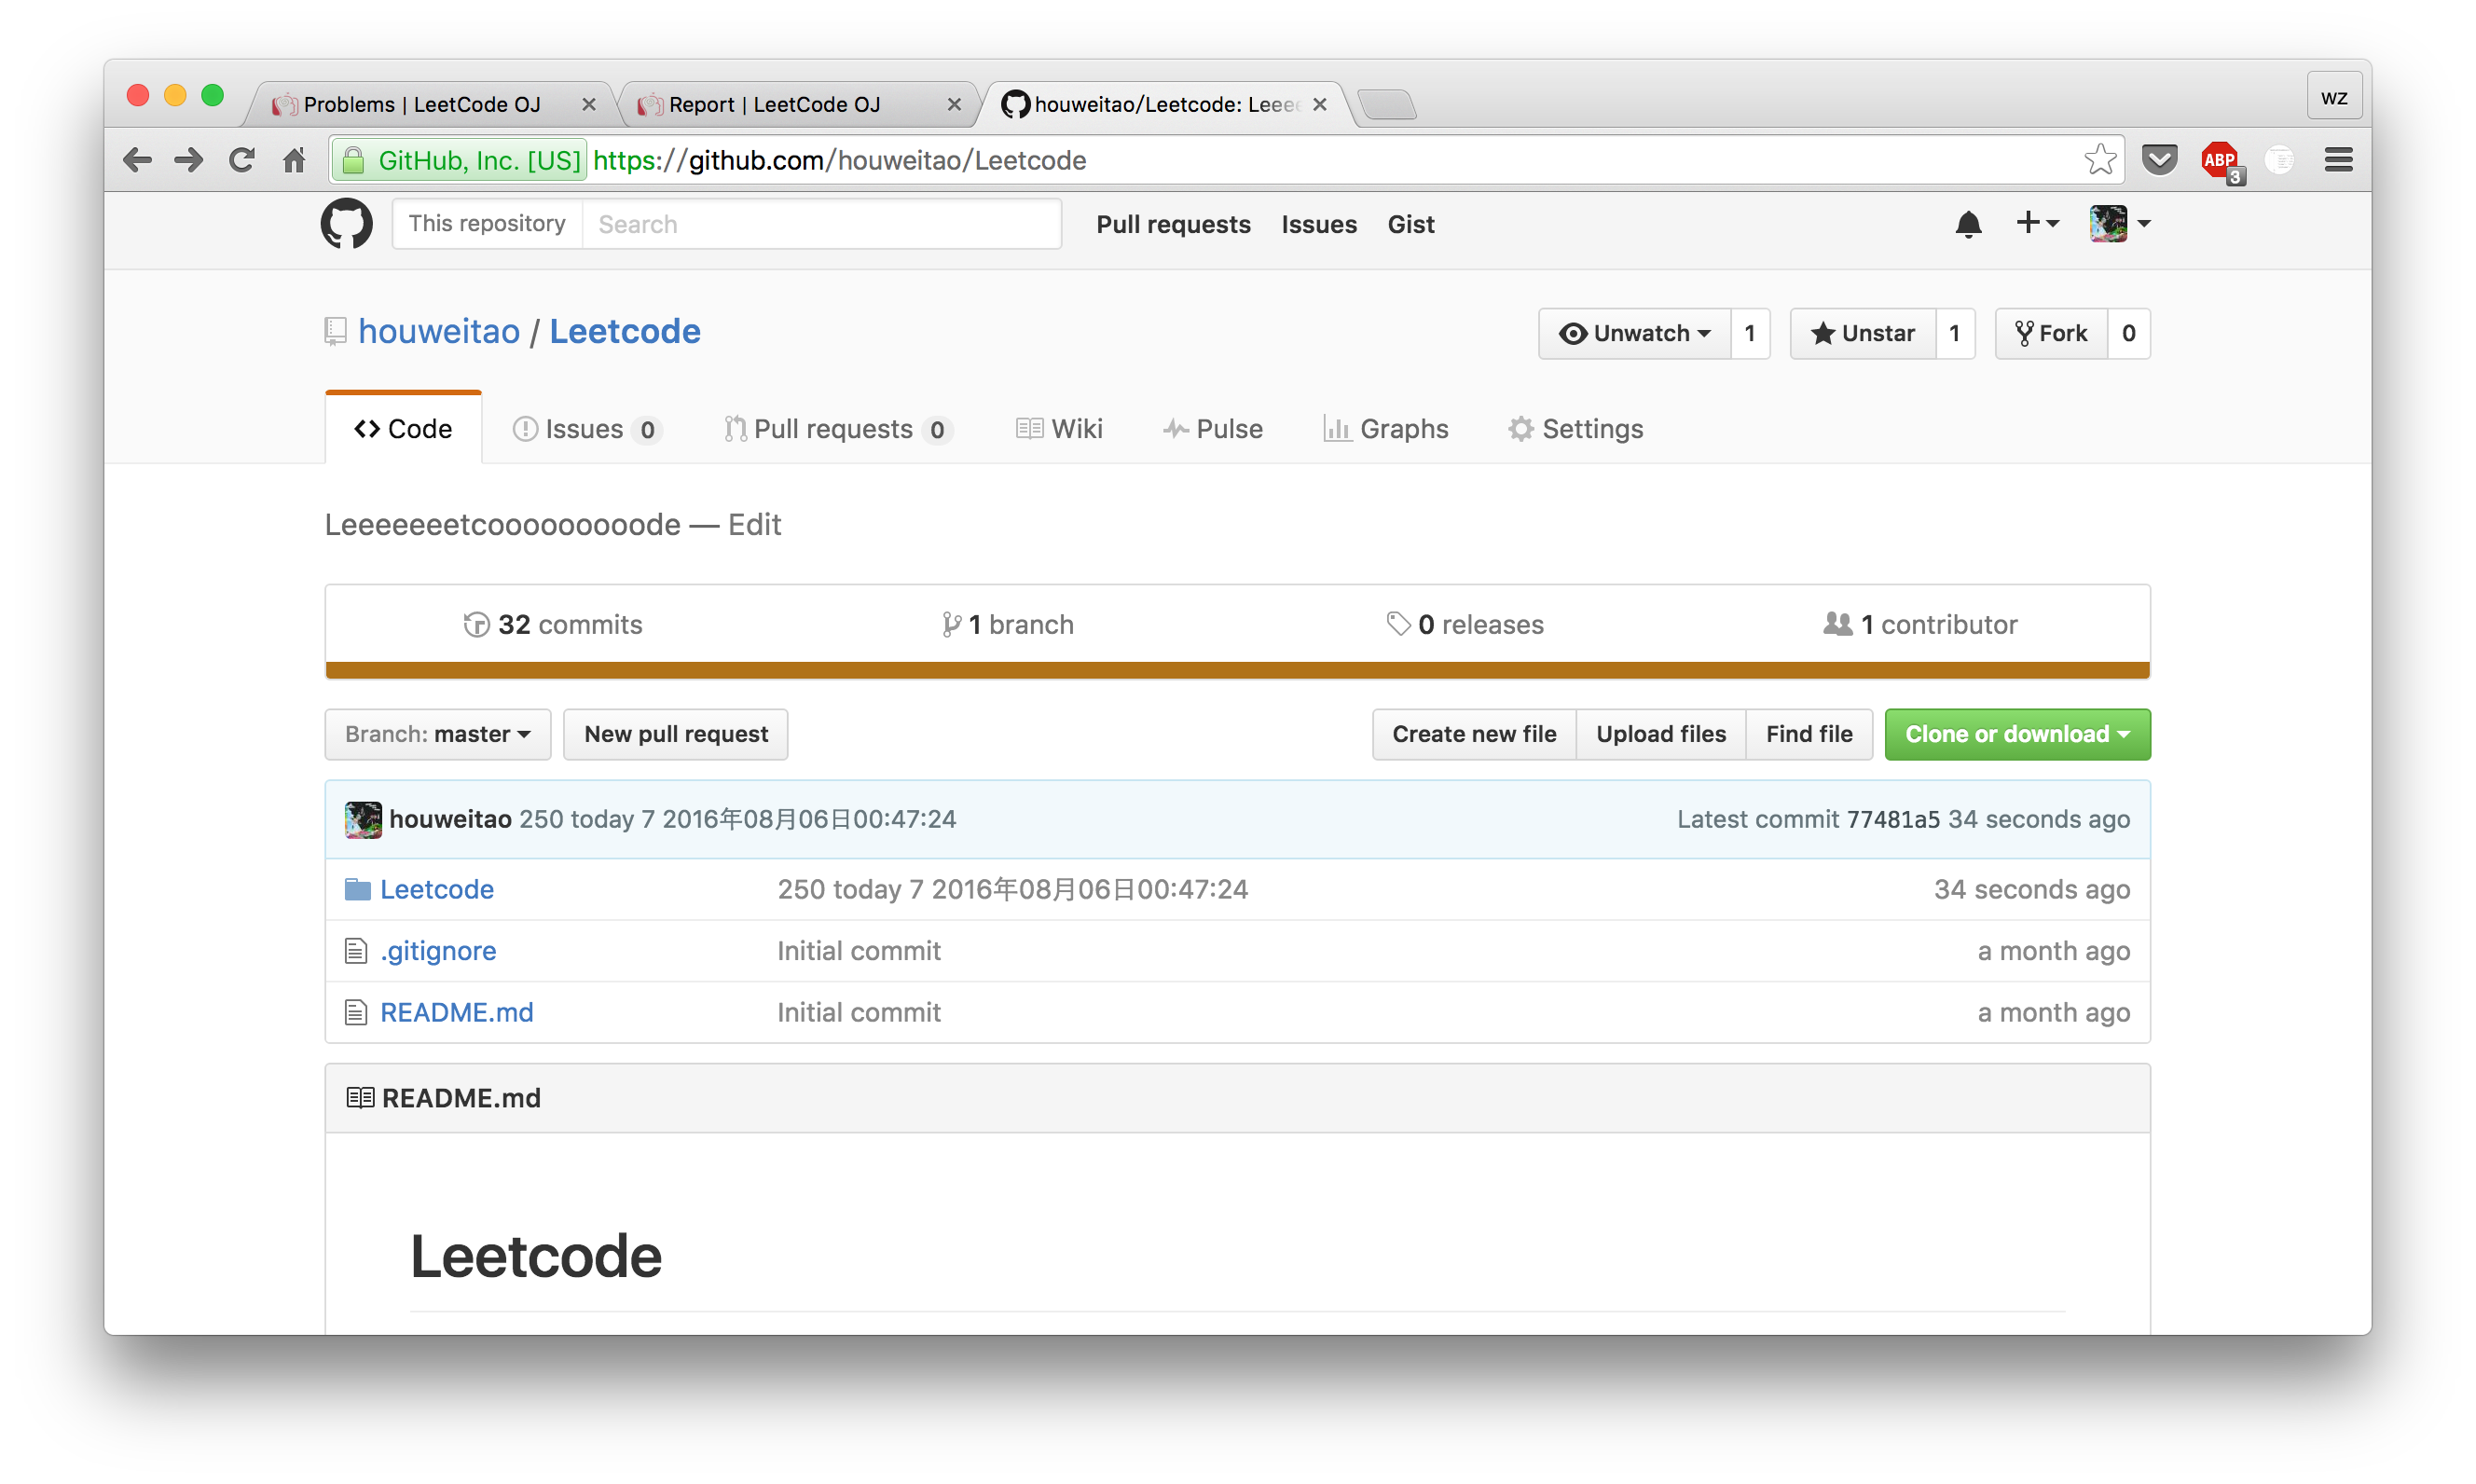 Problems | LeetCode OJ
Report | LeetCode OJ
houweitao/Leetcode: Leee
WZ
GitHub, Inc. [US] https://github.com/houweitao/Leetcode
ABP 3
This repository Search Pull requests Issues Gist
houweitao / Leetcode
Unwatch 1 Unstar 1 Fork 0
Code Issues 0 Pull requests 0 Wiki Pulse Graphs Settings
Leeeeeeetcooooooooode — Edit
32 commits 1 branch 0 releases 1 contributor
Branch: master New pull request Create new file Upload files Find file Clone or download
houweitao 250 today 7 2016年08月06日00:47:24 Latest commit 77481a5 34 seconds ago
Leetcode 250 today 7 2016年08月06日00:47:24 34 seconds ago
.gitignore Initial commit a month ago
README.md Initial commit a month ago
README.md
Leetcode